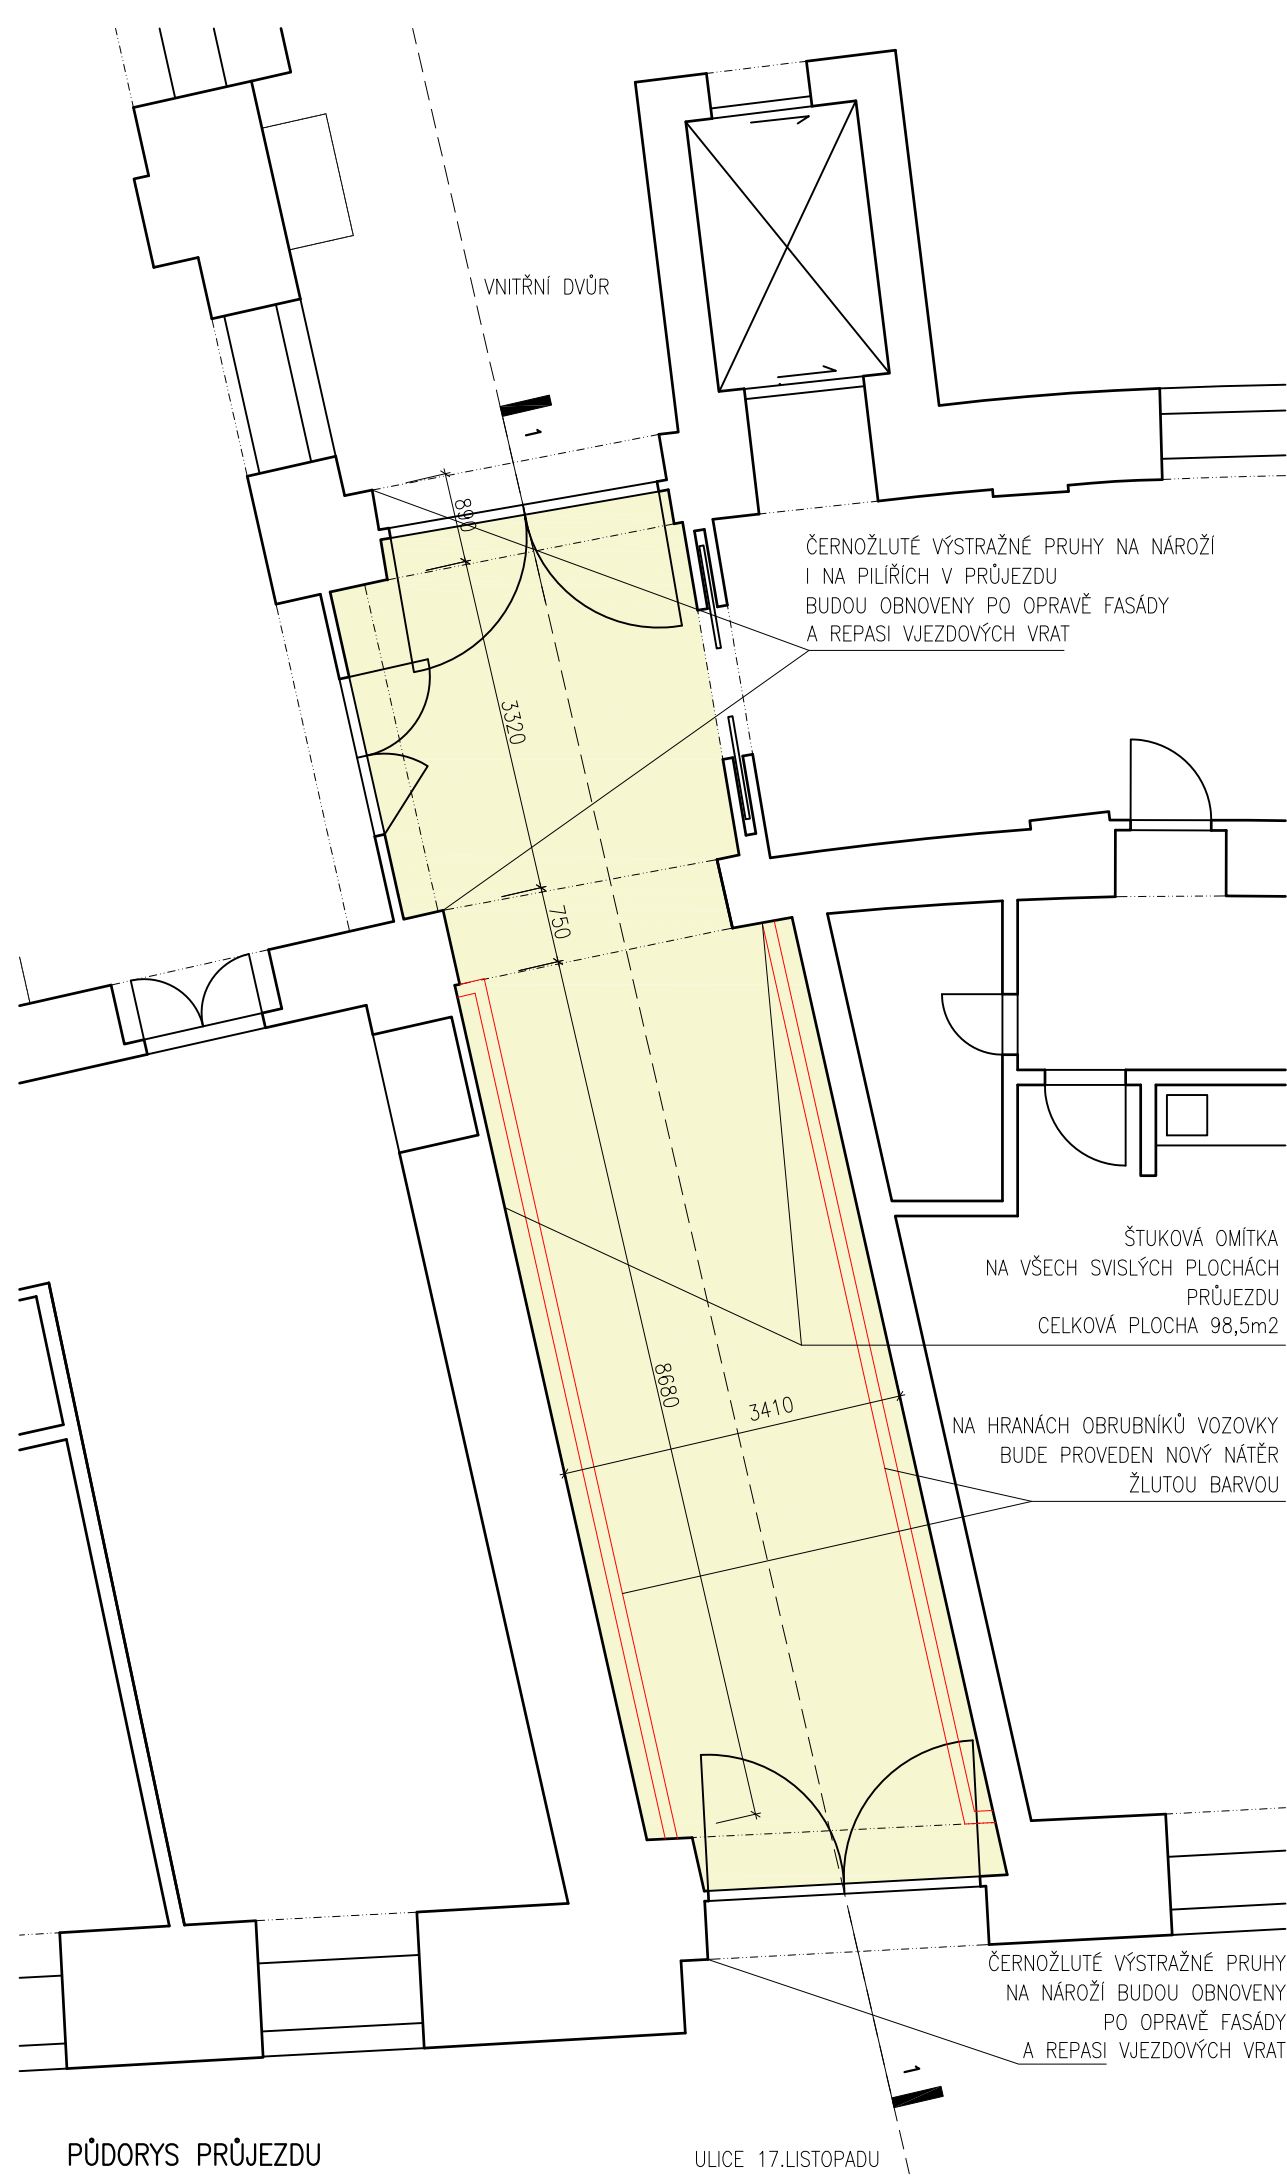 VNITŘNÍ DVŮR
1
890
ČERNOŽLUTÉ VÝSTRAŽNÉ PRUHY NA NÁROŽÍ
I NA PILÍŘÍCH V PRŮJEZDU
BUDOU OBNOVENY PO OPRAVĚ FASÁDY
A REPASI VJEZDOVÝCH VRAT
3320
750
ŠTUKOVÁ OMÍTKA
NA VŠECH SVISLÝCH PLOCHÁCH
PRŮJEZDU
CELKOVÁ PLOCHA 98,5m2
8680
3410
NA HRANÁCH OBRUBNÍKŮ VOZOVKY
BUDE PROVEDEN NOVÝ NÁTĚR
ŽLUTOU BARVOU
ČERNOŽLUTÉ VÝSTRAŽNÉ PRUHY
NA NÁROŽÍ BUDOU OBNOVENY
PO OPRAVĚ FASÁDY
A REPASI VJEZDOVÝCH VRAT
1
PŮDORYS PRŮJEZDU
ULICE 17.LISTOPADU